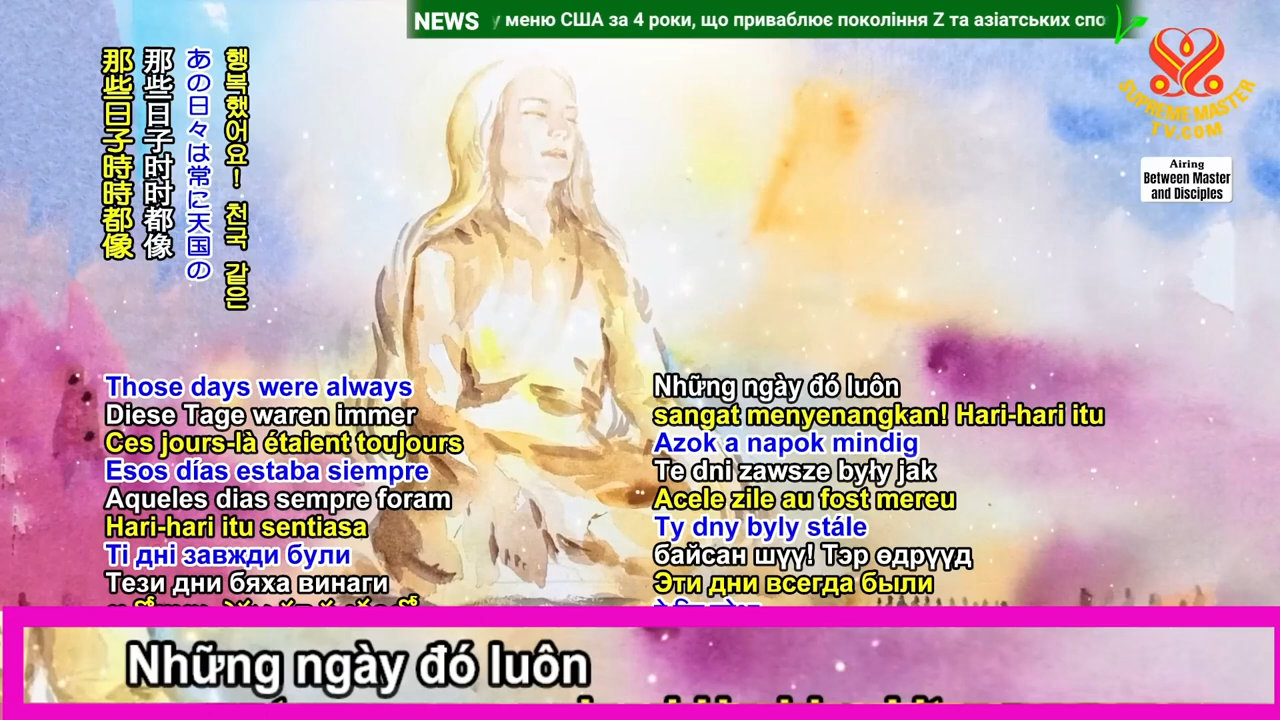 NEWS
меню США за 4 роки, що приваблює покоління Z та азіатських
SUPREME MASTER
TV.COM
Airing
Between Master
and Disciples
那些日子時時都像
那些日子时时都像
あの日々は常に天国の
행복했어요! 천국 같은
Those days were always
Diese Tage waren immer
Ces jours-là étaient toujours
Esos días estaba siempre
Aqueles dias sempre foram
Hari-hari itu sentiasa
Ті дні завжди були
Тези дни бяха винаги
Những ngày đó luôn
sangat menyenangkan! Hari-hari itu
Azok a napok mindig
Te dni zawsze były jak
Acele zile au fost mereu
Ty dny byly stále
байсан шүү! Тэр өдрүүд
Эти дни всегда были
Những ngày đó luôn